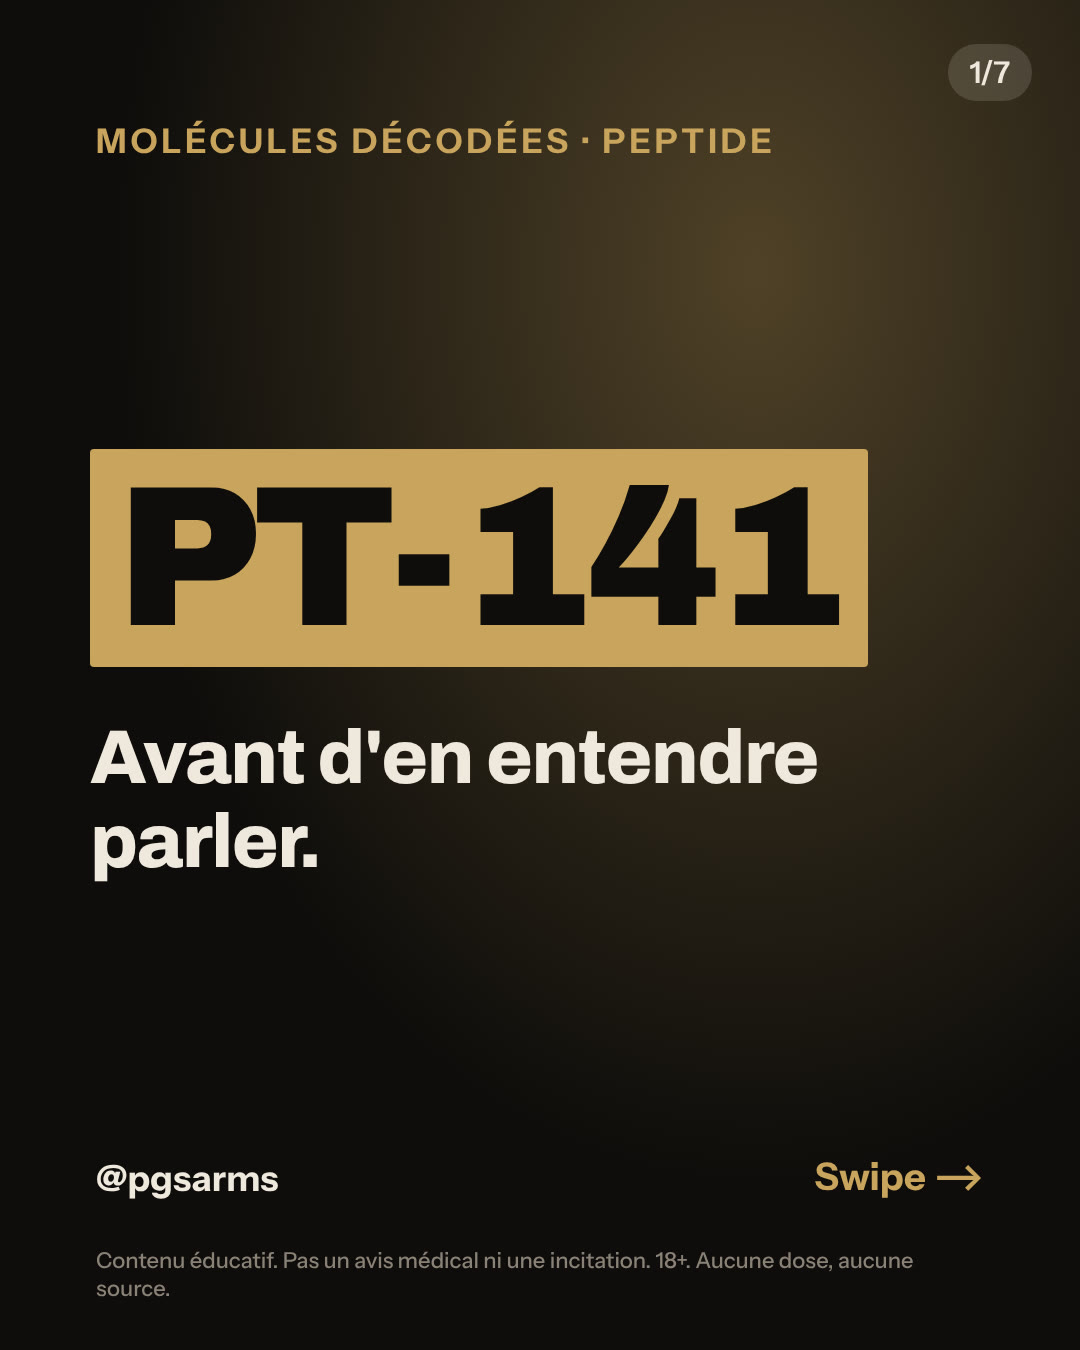 1/7
MOLÉCULES DÉCODÉES · PEPTIDE
PT-141
Avant d'en entendre
parler.
@pgsarms
Swipe →
Contenu éducatif. Pas un avis médical ni une incitation. 18+. Aucune dose, aucune
source.